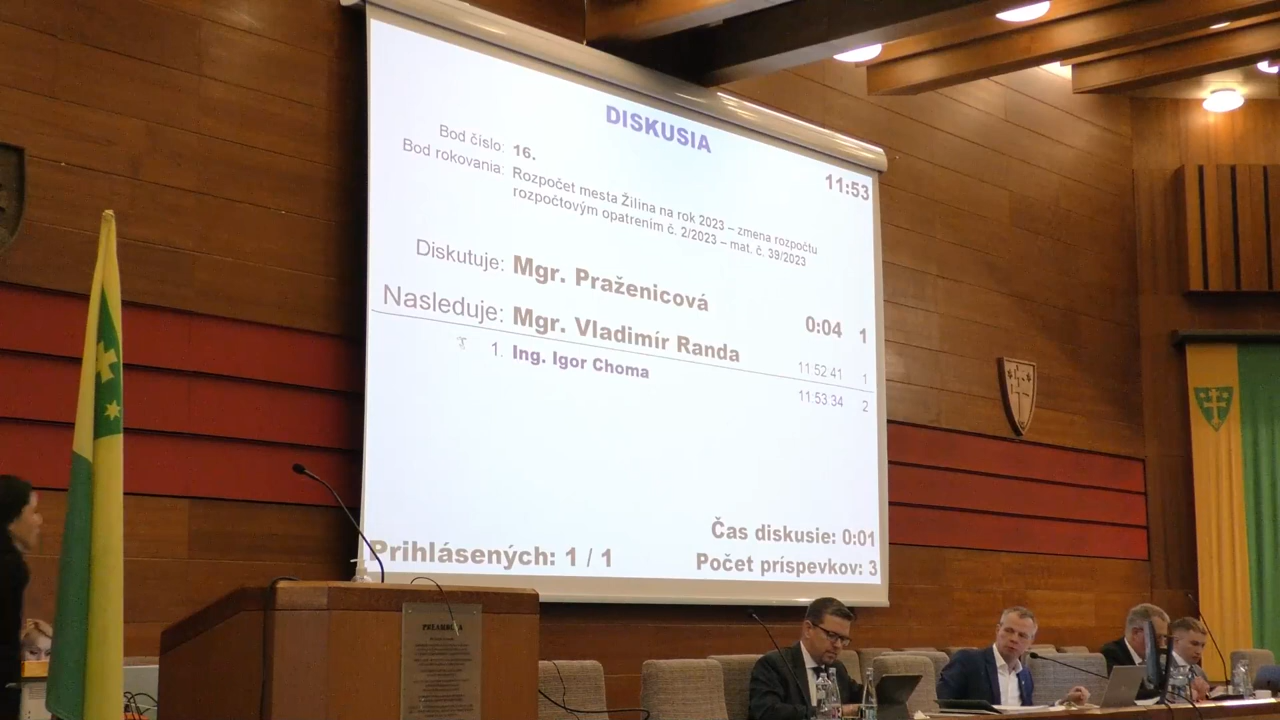 DISKUSIA
11:53
Bod číslo: 16.
Bod rokovania: Rozpočet mesta Žilina na rok 2023 – zmena rozpočtu
rozpočtovým opatrením č. 2/2023 – mat. č. 39/2023
Diskutuje: Mgr. Praženicová 0:04 1
Nasleduje: Mgr. Vladimír Randa 11:52:41 1
1. Ing. Igor Choma 11:53:34 2
Čas diskusie: 0:01
Prihlásených: 1 / 1
Počet príspevkov: 3
PREAMBULA